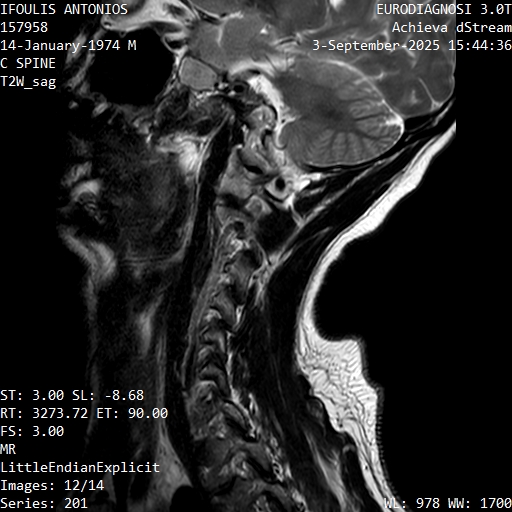 IFOULIS ANTONIOS
157958
14-January-1974 M
C SPINE
T2W_sag
EURODIAGNOSI 3.0T
Achieva dStream
3-September-2025 15:44:36
ST: 3.00 SL: -8.68
RT: 3273.72 ET: 90.00
FS: 3.00
MR
LittleEndianExplicit
Images: 12/14
Series: 201
WL: 978 WW: 1700